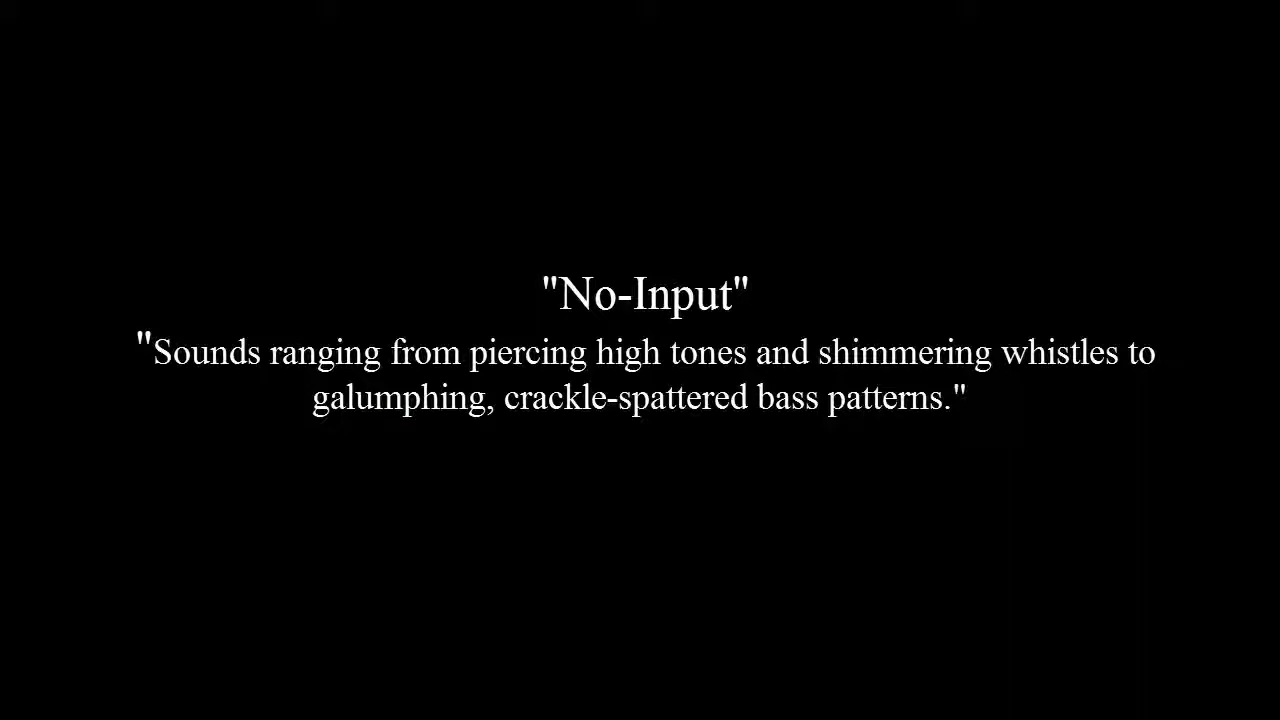 "No-Input"
"Sounds ranging from piercing high tones and shimmering whistles to
galumphing, crackle-spattered bass patterns."